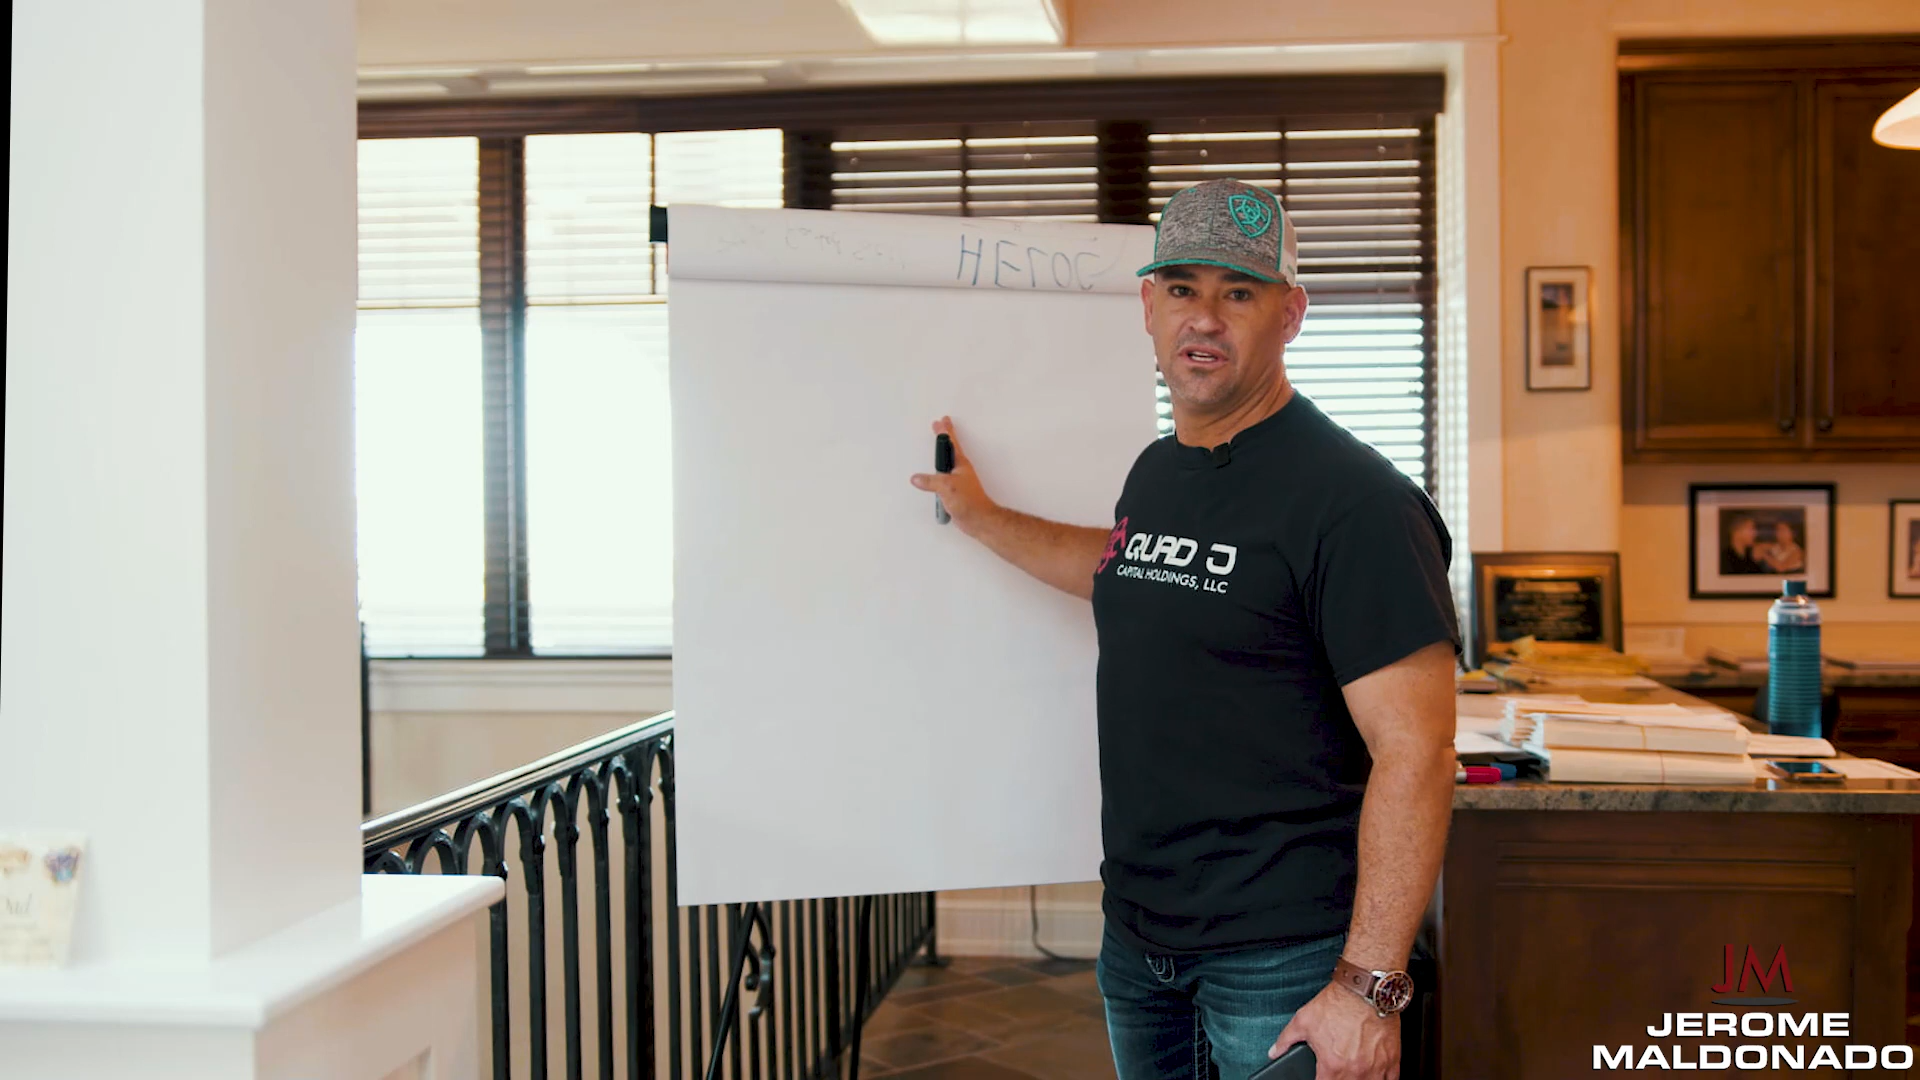 HELOC
QUAD J
CAPITAL HOLDINGS, LLC
JM
JEROME
MALDONADO